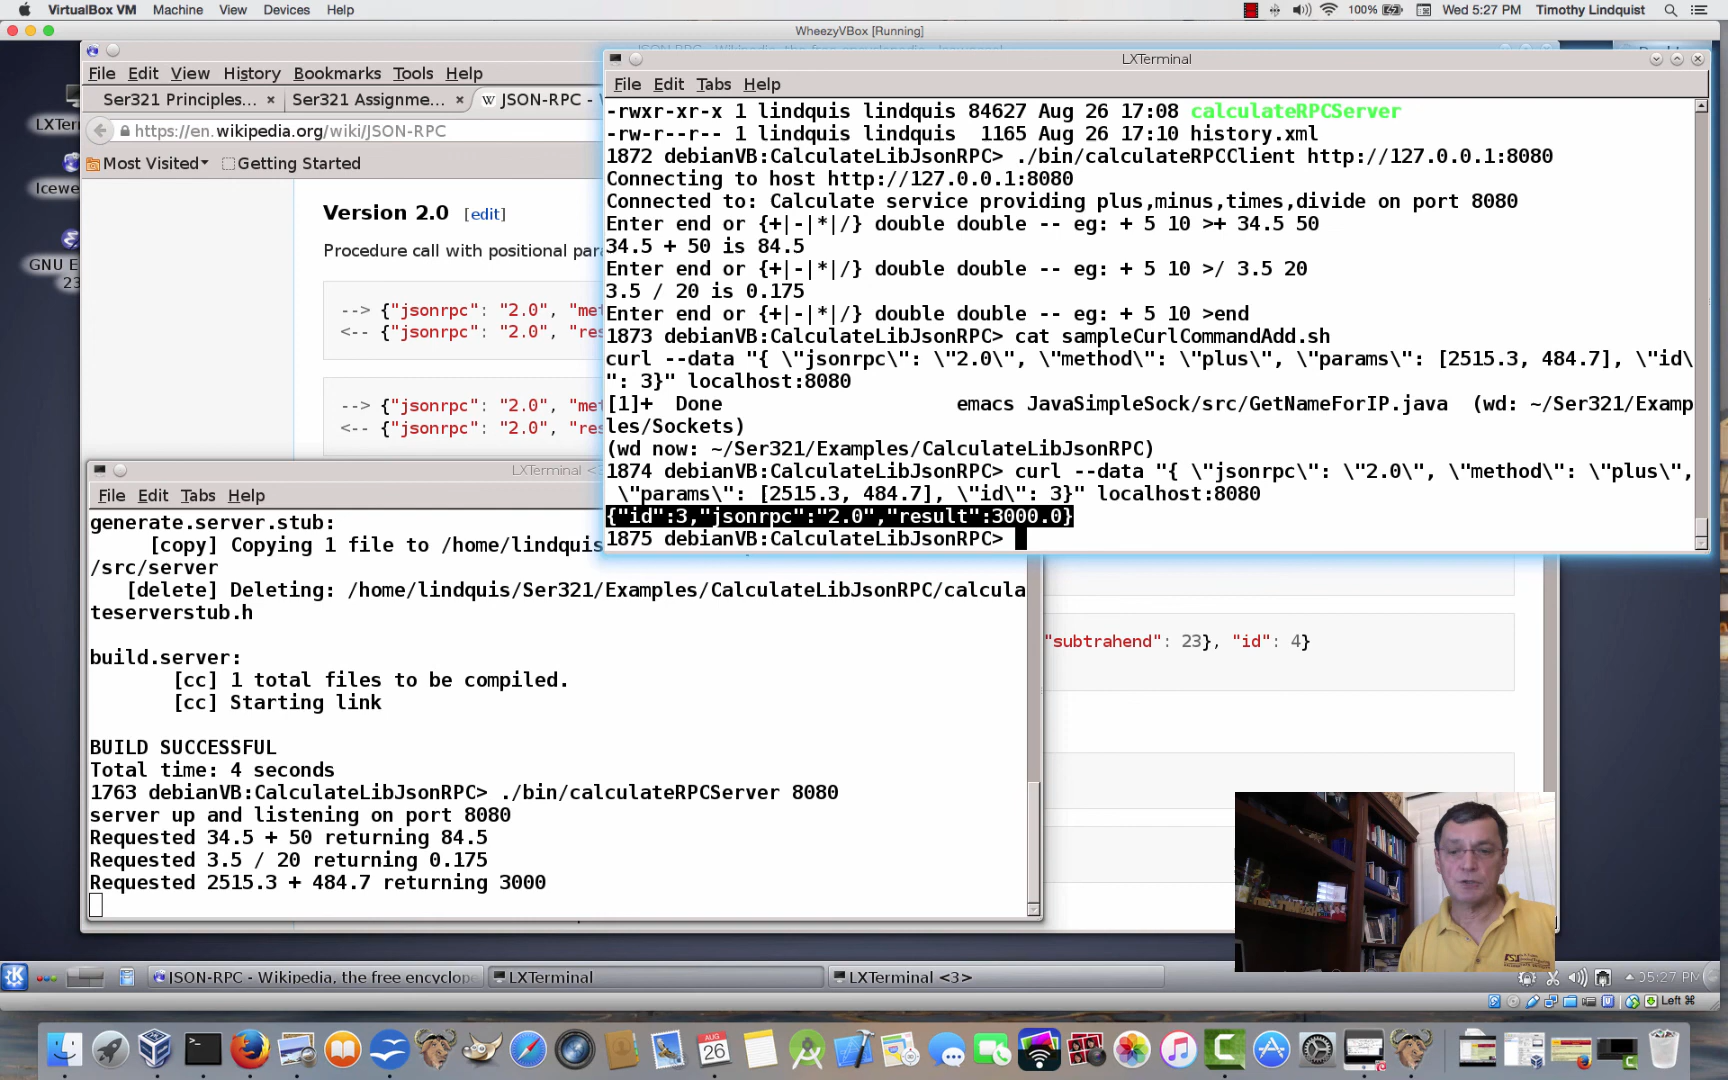 VirtualBox VM Machine View Devices Help
100% Wed 5:27 PM Timothy Lindquist
WheezyVBox [Running]
File Edit View History Bookmarks Tools Help
Ser321 Principles... × Ser321 Assignme... × W JSON-RPC -
https://en.wikipedia.org/wiki/JSON-RPC
Most Visited Getting Started
Version 2.0 [edit]
Procedure call with positional par
--> {"jsonrpc": "2.0", "met
<-- {"jsonrpc": "2.0", "res
--> {"jsonrpc": "2.0", "met
<-- {"jsonrpc": "2.0", "res
"subtrahend": 23}, "id": 4}
LXTer
Icewe
GNU E
23
LXTerminal
File Edit Tabs Help
-rwxr-xr-x 1 lindquis lindquis 84627 Aug 26 17:08 calculateRPCServer
-rw-r--r-- 1 lindquis lindquis  1165 Aug 26 17:10 history.xml
1872 debianVB:CalculateLibJsonRPC> ./bin/calculateRPCClient http://127.0.0.1:8080
Connecting to host http://127.0.0.1:8080
Connected to: Calculate service providing plus,minus,times,divide on port 8080
Enter end or {+|-|*|/} double double -- eg: + 5 10 >+ 34.5 50
34.5 + 50 is 84.5
Enter end or {+|-|*|/} double double -- eg: + 5 10 >/ 3.5 20
3.5 / 20 is 0.175
Enter end or {+|-|*|/} double double -- eg: + 5 10 >end
1873 debianVB:CalculateLibJsonRPC> cat sampleCurlCommandAdd.sh
curl --data "{ \"jsonrpc\": \"2.0\", \"method\": \"plus\", \"params\": [2515.3, 484.7], \"id\
": 3}" localhost:8080
[1]+  Done                    emacs JavaSimpleSock/src/GetNameForIP.java  (wd: ~/Ser321/Examp
les/Sockets)
(wd now: ~/Ser321/Examples/CalculateLibJsonRPC)
1874 debianVB:CalculateLibJsonRPC> curl --data "{ \"jsonrpc\": \"2.0\", \"method\": \"plus\",
 \"params\": [2515.3, 484.7], \"id\": 3}" localhost:8080
{"id":3,"jsonrpc":"2.0","result":3000.0}
1875 debianVB:CalculateLibJsonRPC>
LXTerminal <3
File Edit Tabs Help
generate.server.stub:
[copy] Copying 1 file to /home/lindquis
/src/server
[delete] Deleting: /home/lindquis/Ser321/Examples/CalculateLibJsonRPC/calcula
teserverstub.h
build.server:
[cc] 1 total files to be compiled.
[cc] Starting link
BUILD SUCCESSFUL
Total time: 4 seconds
1763 debianVB:CalculateLibJsonRPC> ./bin/calculateRPCServer 8080
server up and listening on port 8080
Requested 34.5 + 50 returning 84.5
Requested 3.5 / 20 returning 0.175
Requested 2515.3 + 484.7 returning 3000
JSON-RPC - Wikipedia, the free encyclope LXTerminal LXTerminal <3> 05:27 PM
Left ⌘
AUG
26